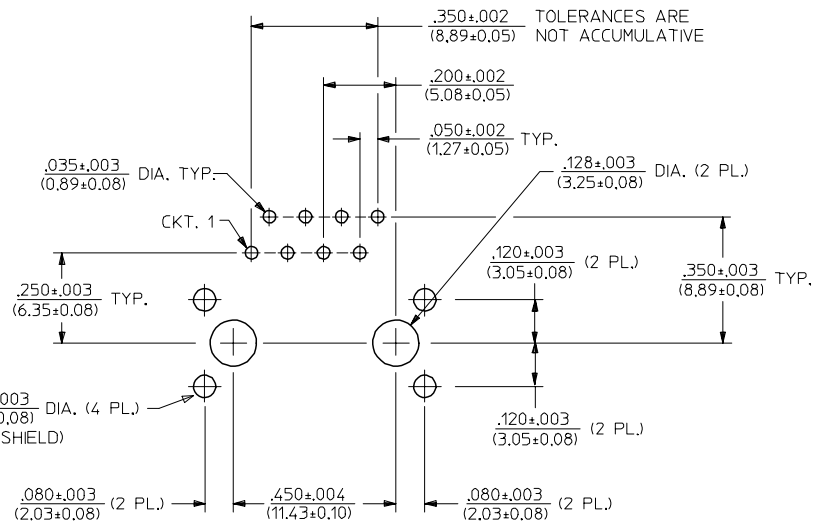 .350±.002 TOLERANCES ARE
(8,89±0,05) NOT ACCUMULATIVE
.200±.002
(5,08±0,05)
.050±.002 TYP.
(1,27±0,05)
.035±.003 DIA. TYP.
(0,89±0,08)
.128±.003 DIA. (2 PL.)
(3,25±0,08)
CKT. 1
.120±.003 (2 PL.)
(3,05±0,08)
.350±.003 TYP.
(8,89±0,08)
.250±.003 TYP.
(6,35±0,08)
003 DIA. (4 PL.)
0,08)
SHIELD)
.120±.003 (2 PL.)
(3,05±0,08)
.080±.003 (2 PL.)
(2,03±0,08)
.450±.004
(11,43±0,10)
.080±.003 (2 PL.)
(2,03±0,08)